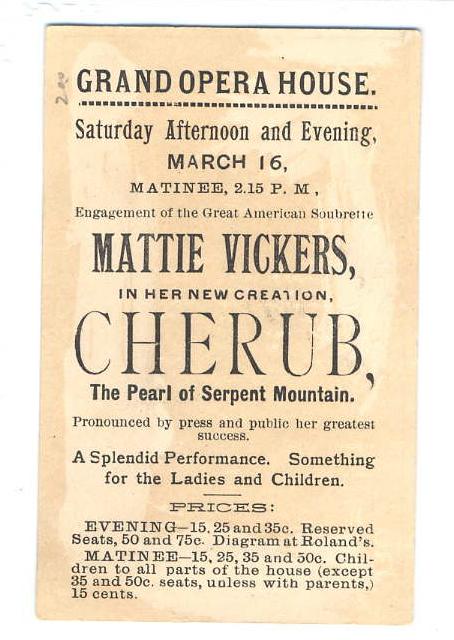 200
GRAND OPERA HOUSE.
Saturday Afternoon and Evening,
MARCH 16,
MATINEE, 2.15 P. M,
Engagement of the Great American Soubrette
MATTIE VICKERS,
IN HER NEW CREATION,
CHERUB,
The Pearl of Serpent Mountain.
Pronounced by press and public her greatest
success.
A Splendid Performance. Something
for the Ladies and Children.
PRICES:
EVENING—15, 25 and 35c. Reserved
Seats, 50 and 75c. Diagram at Roland's.
MATINEE—15, 25, 35 and 50c. Chil-
dren to all parts of the house (except
35 and 50c. seats, unless with parents,)
15 cents.